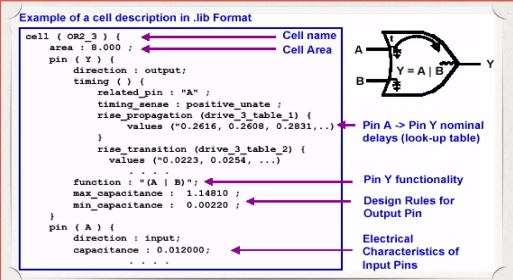 Example of a cell description in .lib Format
cell ( OR2_3 ) {
Cell name
area : 8.000 ;
Cell Area
pin ( Y ) {
direction : output;
timing ( ) {
related_pin : "A" ;
timing_sense : positive_unate ;
rise_propagation (drive_3_table_1) {
values ("0.2616, 0.2608, 0.2831,..)
}
rise_transition (drive_3_table_2) {
values ("0.0223, 0.0254, ...)
. . . .
function : "(A | B)";
max_capacitance : 1.14810 ;
min_capacitance : 0.00220 ;
}
pin ( A ) {
direction : input;
capacitance : 0.012000;
. . . .
A
t
B
Y = A | B
Y
Pin A -> Pin Y nominal
delays (look-up table)
Pin Y functionality
Design Rules for
Output Pin
Electrical
Characteristics of
Input Pins